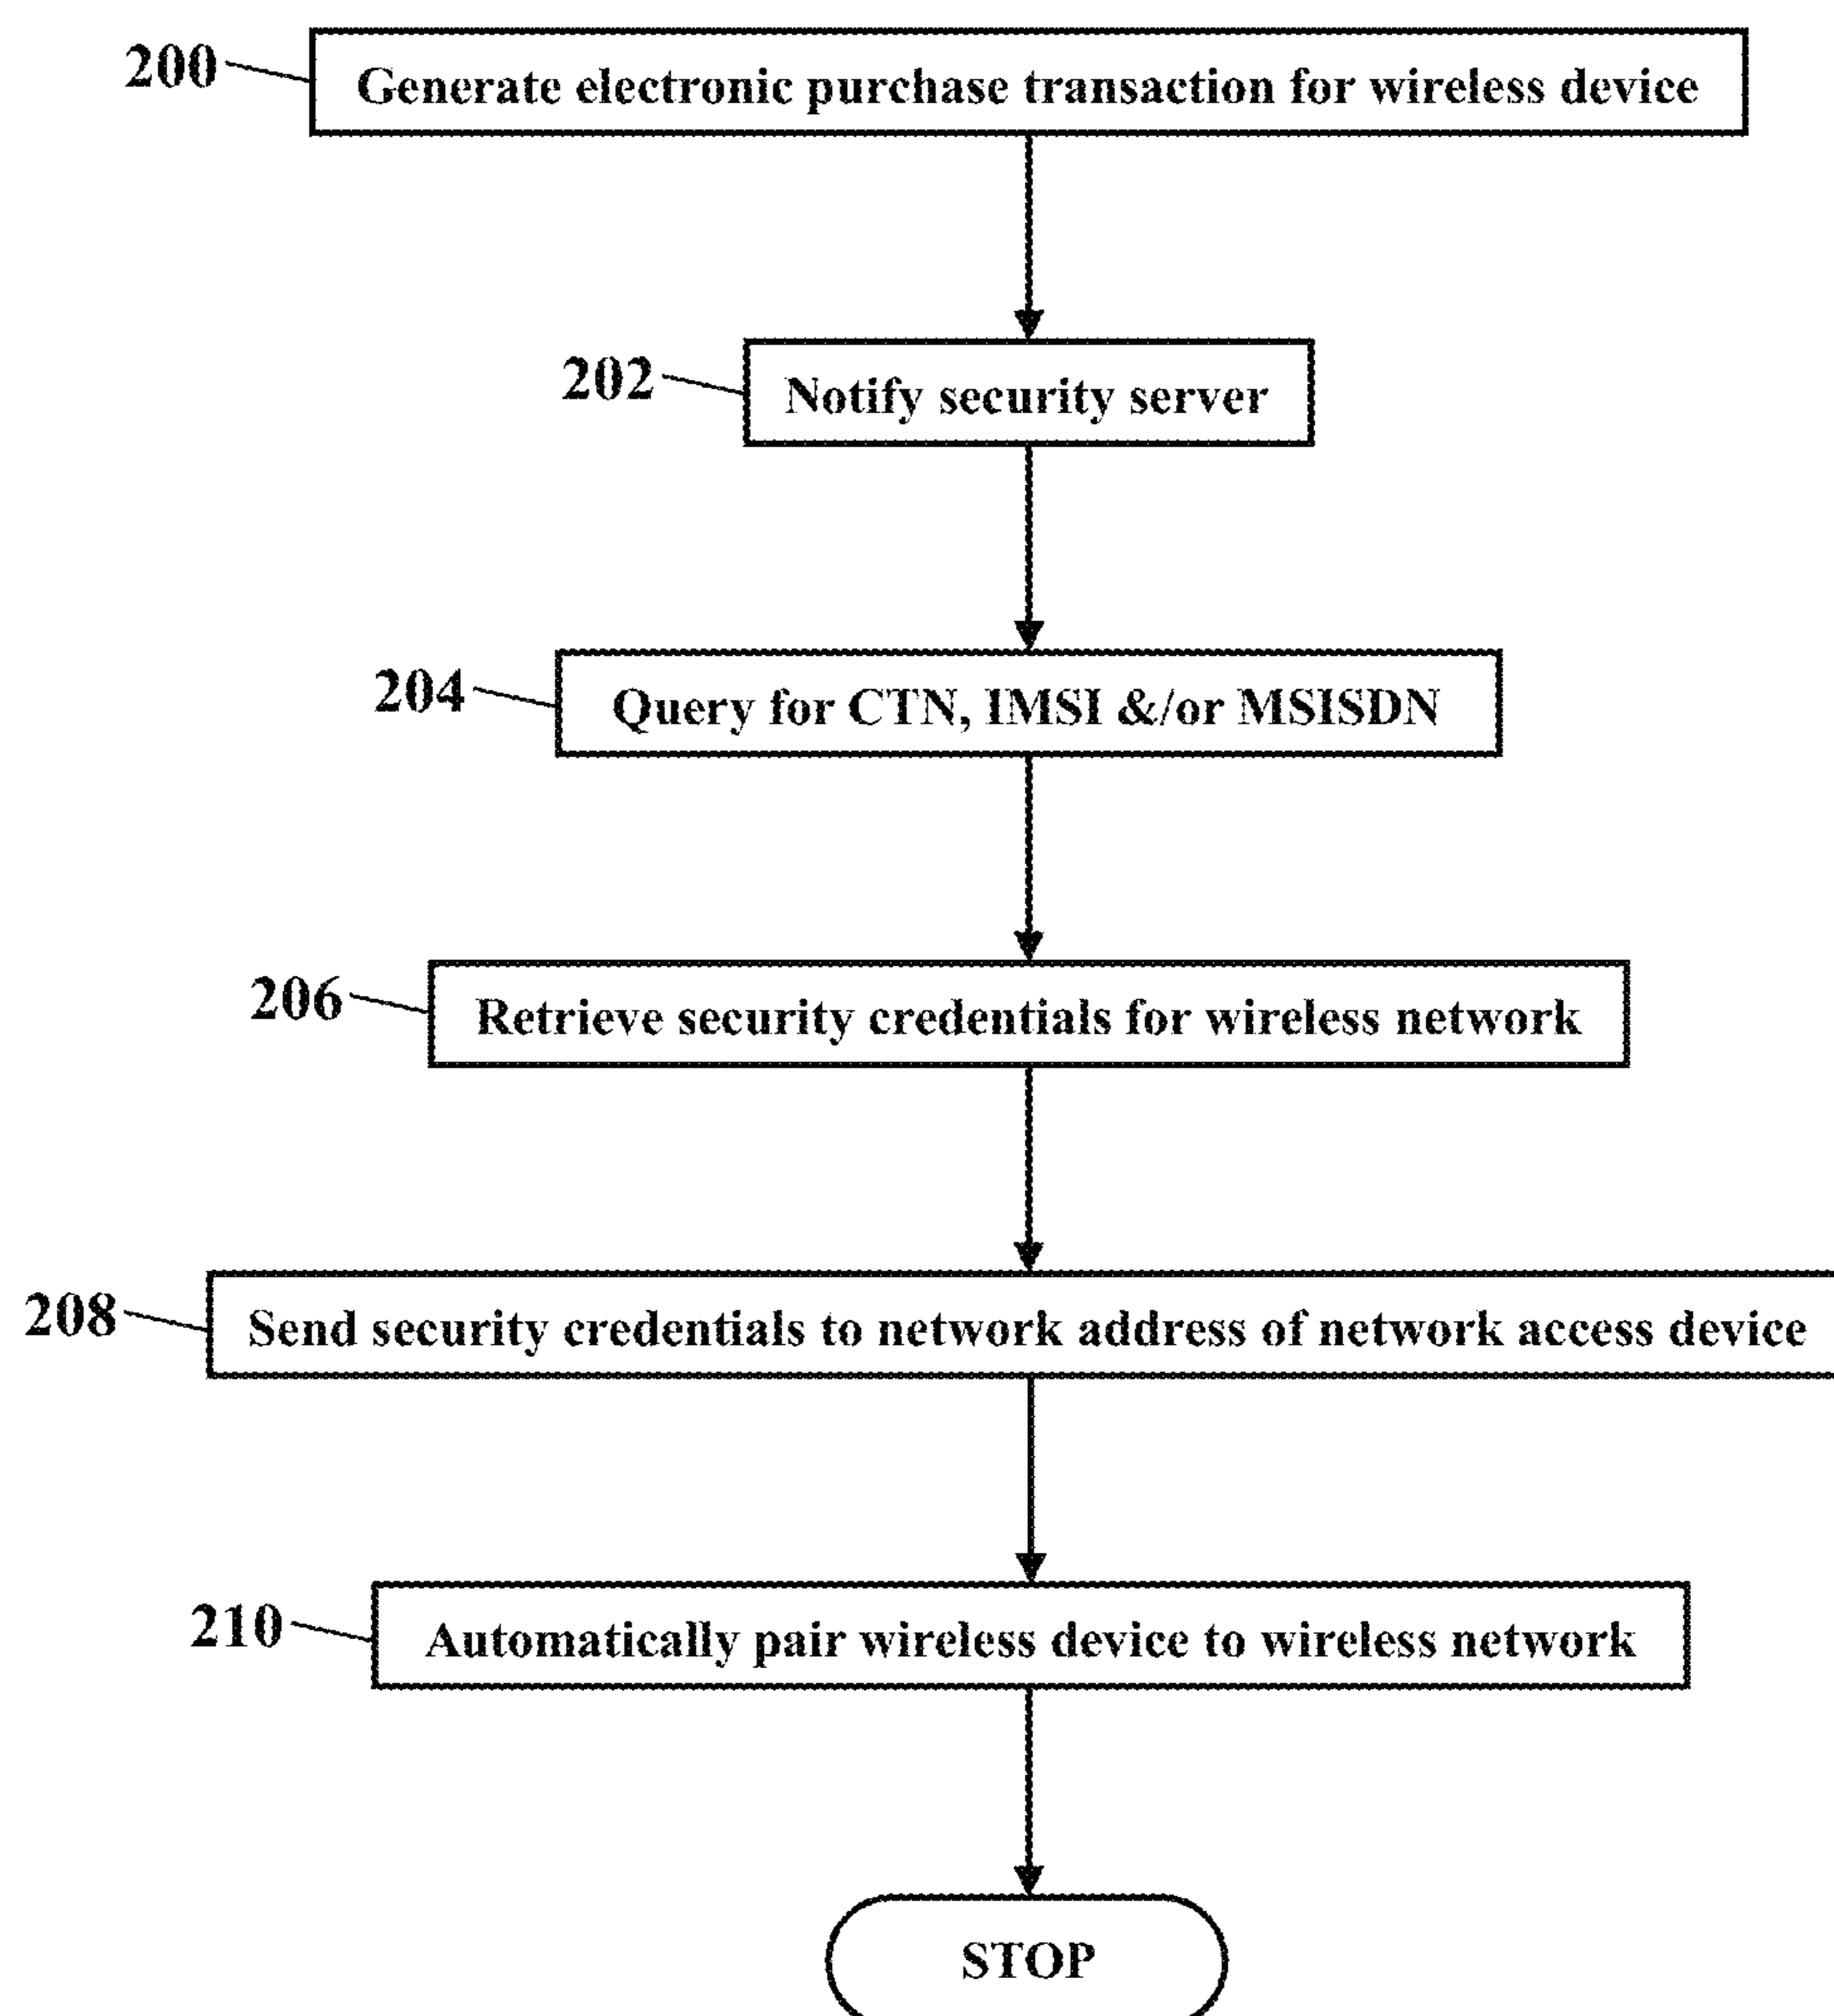 200
Generate electronic purchase transaction for wireless device
202
Notify security server
204
Query for CTN, IMSI &/or MSISDN
206
Retrieve security credentials for wireless network
208
Send security credentials to network address of network access device
210
Automatically pair wireless device to wireless network
STOP